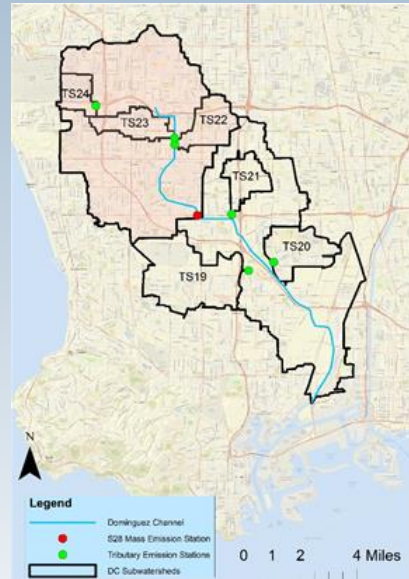 TS24
TS23
TS22
TS21
TS20
TS19
N
Legend
Dominguez Channel
S28 Mass Emission Station
Tributary Emission Stations
DC Subwatersheds
0 1 2 4 Miles